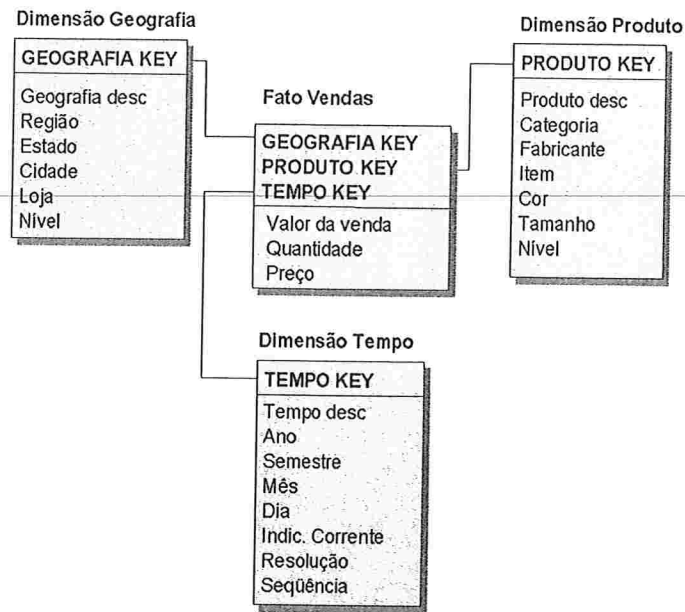 Dimensão Geografia
GEOGRAFIA KEY
Geografia desc
Região
Estado
Cidade
Loja
Nível
Fato Vendas
GEOGRAFIA KEY
PRODUTO KEY
TEMPO KEY
Valor da venda
Quantidade
Preço
Dimensão Produto
PRODUTO KEY
Produto desc
Categoria
Fabricante
Item
Cor
Tamanho
Nível
Dimensão Tempo
TEMPO KEY
Tempo desc
Ano
Semestre
Mês
Dia
Indic. Corrente
Resolução
Seqüência